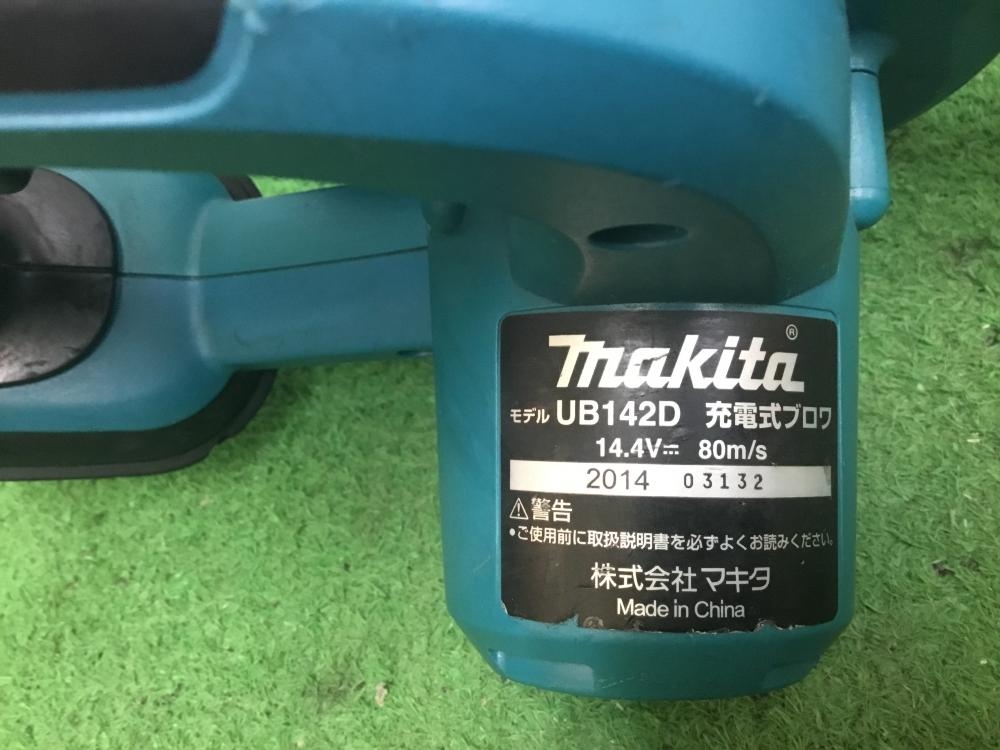 makita®
モデル UB142D 充電式ブロワ
14.4V⎓ 80m/s
2014 03132
⚠警告
•ご使用前に取扱説明書を必ずよくお読みください。
株式会社マキタ
Made in China